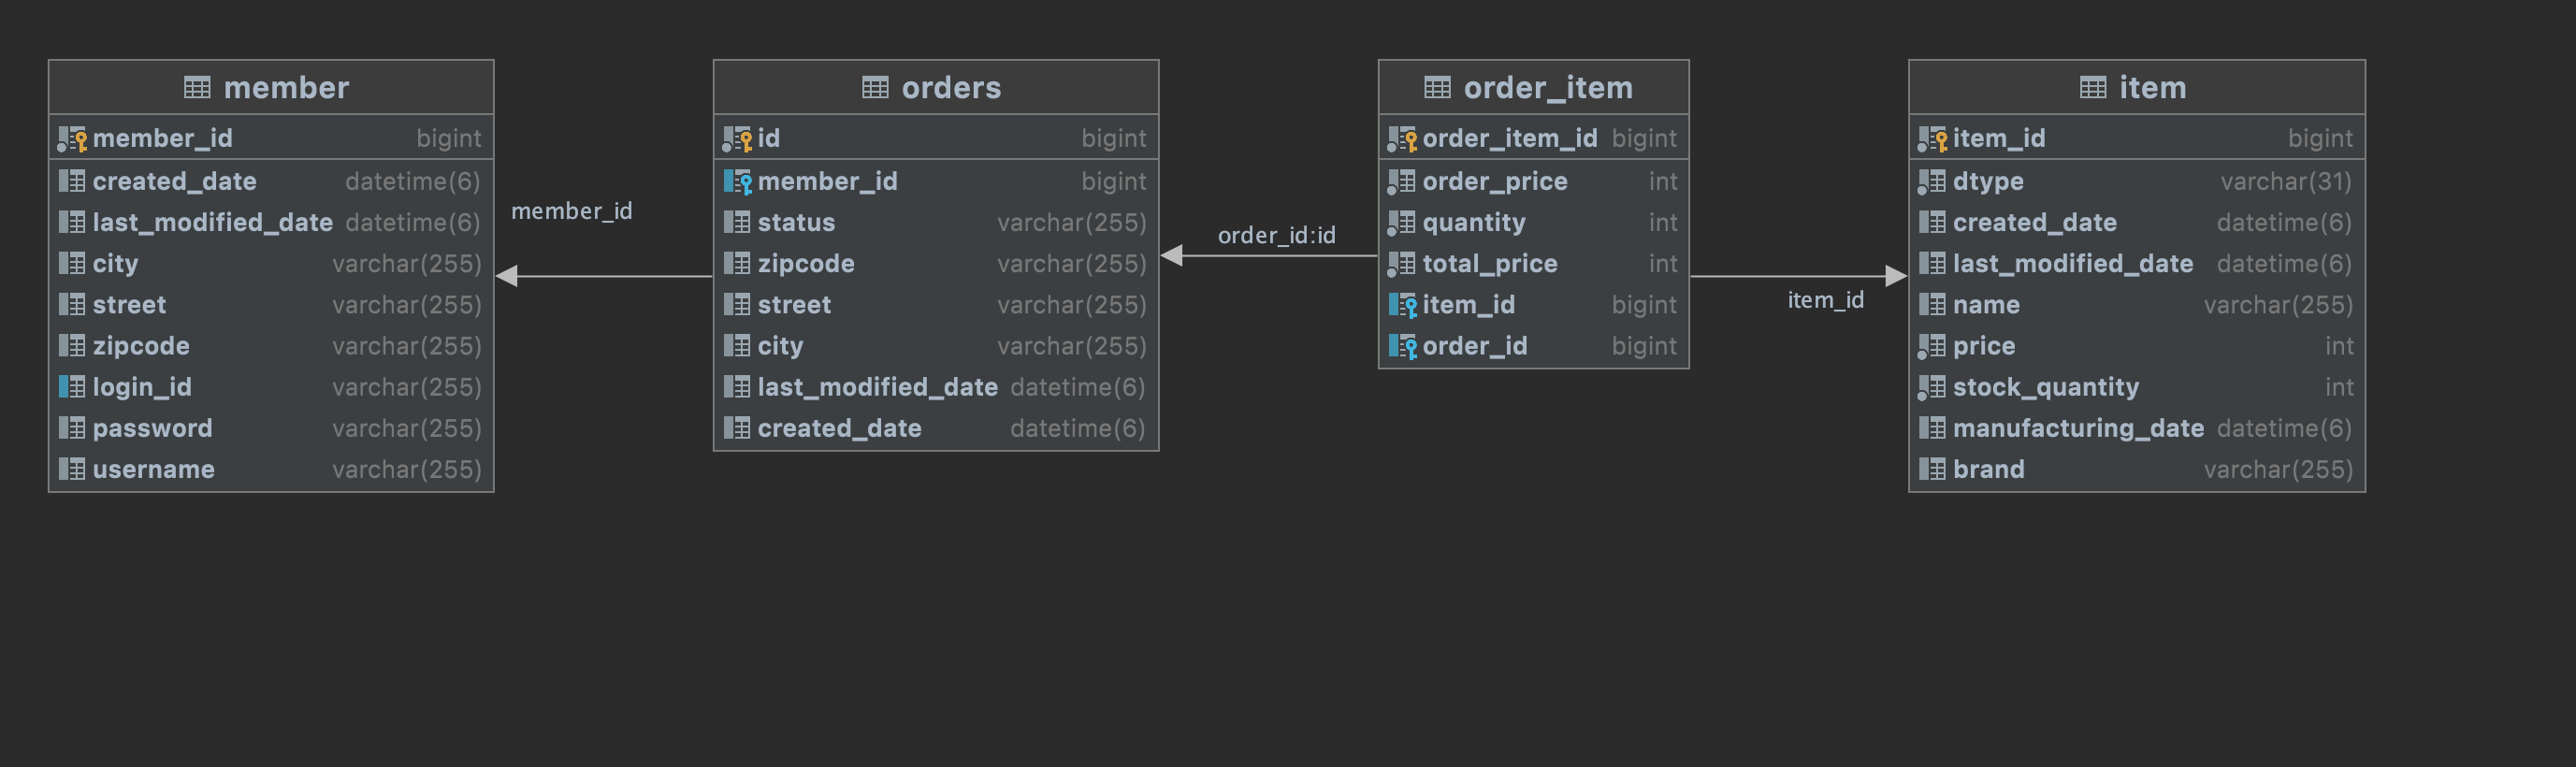 member
member_id bigint
created_date datetime(6)
last_modified_date datetime(6)
city varchar(255)
street varchar(255)
zipcode varchar(255)
login_id varchar(255)
password varchar(255)
username varchar(255)
member_id
orders
id bigint
member_id bigint
status varchar(255)
zipcode varchar(255)
street varchar(255)
city varchar(255)
last_modified_date datetime(6)
created_date datetime(6)
order_id:id
order_item
order_item_id bigint
order_price int
quantity int
total_price int
item_id bigint
order_id bigint
item_id
item
item_id bigint
dtype varchar(31)
created_date datetime(6)
last_modified_date datetime(6)
name varchar(255)
price int
stock_quantity int
manufacturing_date datetime(6)
brand varchar(255)